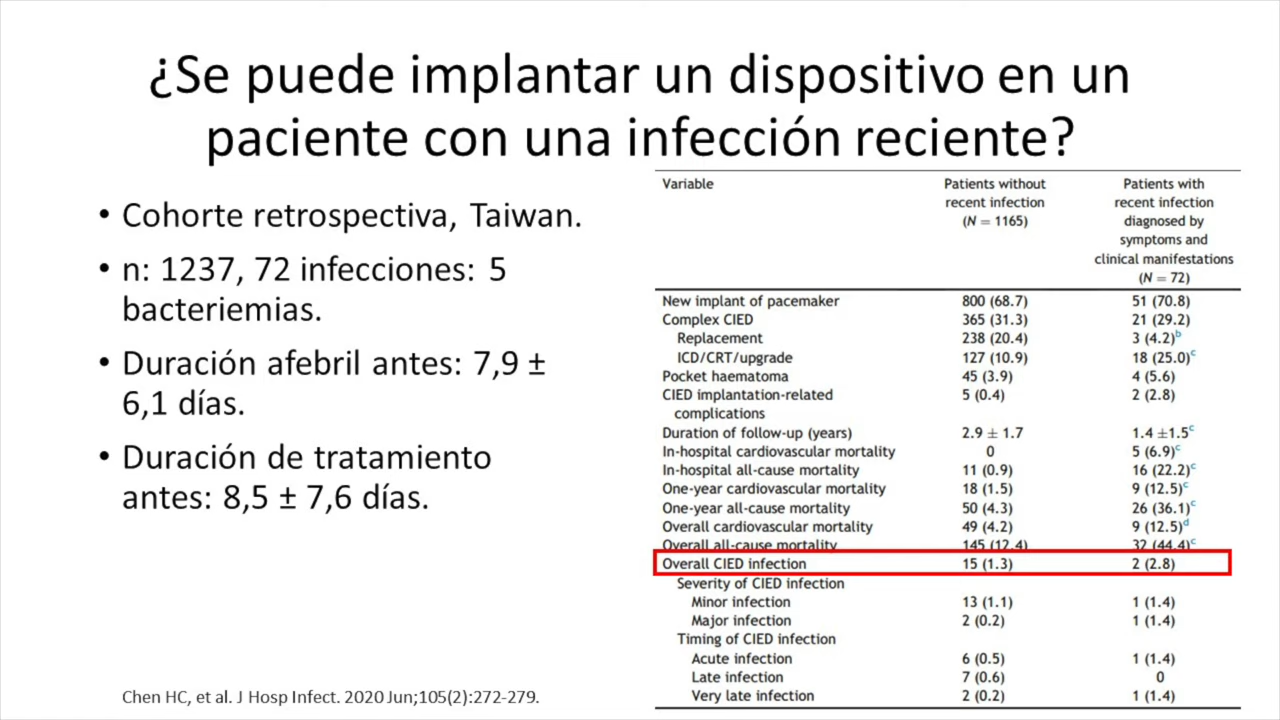 ¿Se puede implantar un dispositivo en un
paciente con una infección reciente?
• Cohorte retrospectiva, Taiwan.
• n: 1237, 72 infecciones: 5
bacteriemias.
• Duración afebril antes: 7,9 ±
6,1 días.
• Duración de tratamiento
antes: 8,5 ± 7,6 días.
Variable Patients without Patients with
recent infection recent infection
(N = 1165) diagnosed by
symptoms and
clinical manifestations
(N = 72)
New implant of pacemaker 800 (68.7) 51 (70.8)
Complex CIED 365 (31.3) 21 (29.2)
Replacement 238 (20.4) 3 (4.2)b
ICD/CRT/upgrade 127 (10.9) 18 (25.0)c
Pocket haematoma 45 (3.9) 4 (5.6)
CIED implantation-related 5 (0.4) 2 (2.8)
complications
Duration of follow-up (years) 2.9 ± 1.7 1.4 ±1.5c
In-hospital cardiovascular mortality 0 5 (6.9)c
In-hospital all-cause mortality 11 (0.9) 16 (22.2)c
One-year cardiovascular mortality 18 (1.5) 9 (12.5)c
One-year all-cause mortality 50 (4.3) 26 (36.1)c
Overall cardiovascular mortality 49 (4.2) 9 (12.5)d
Overall all-cause mortality 145 (12.4) 32 (44.4)c
Overall CIED infection 15 (1.3) 2 (2.8)
Severity of CIED infection
Minor infection 13 (1.1) 1 (1.4)
Major infection 2 (0.2) 1 (1.4)
Timing of CIED infection
Acute infection 6 (0.5) 1 (1.4)
Late infection 7 (0.6) 0
Very late infection 2 (0.2) 1 (1.4)
Chen HC, et al. J Hosp Infect. 2020 Jun;105(2):272-279.